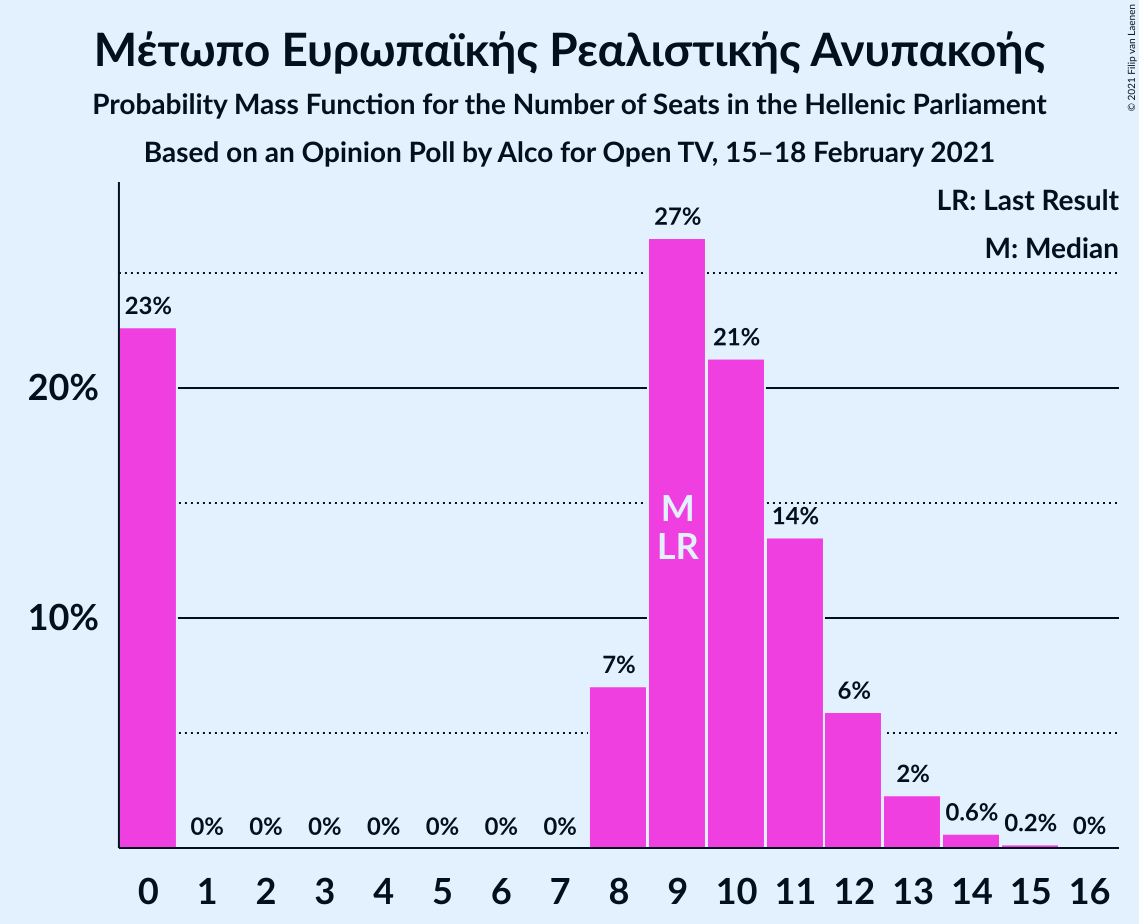 Μέτωπο Ευρωπαϊκής Ρεαλιστικής Ανυπακοής
Probability Mass Function for the Number of Seats in the Hellenic Parliament
Based on an Opinion Poll by Alco for Open TV, 15–18 February 2021
© 2021 Filip van Laenen
LR: Last Result
M: Median
27%
23%
21%
20%
M
LR
14%
10%
7%
6%
2%
0% 0% 0% 0% 0% 0% 0% 0.6% 0.2% 0%
0 1 2 3 4 5 6 7 8 9 10 11 12 13 14 15 16